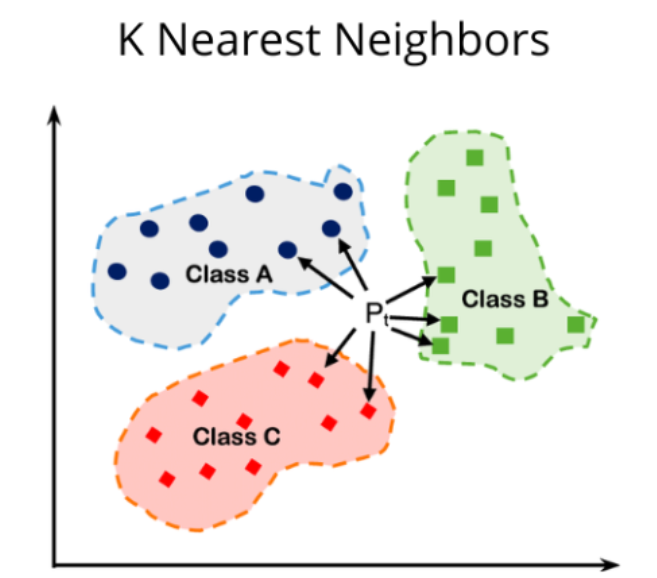 K Nearest Neighbors
Class A
Class B
Pt
Class C